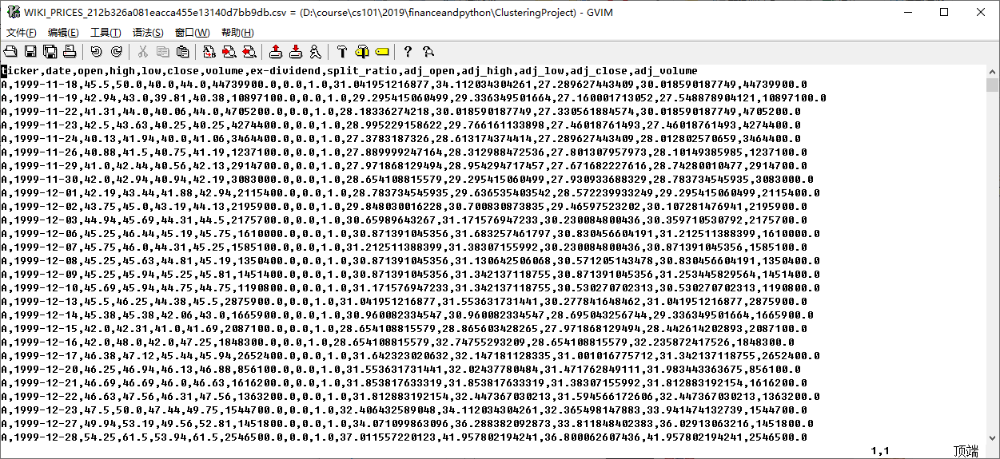 WIKI_PRICES_212b326a081eacca455e13140d7bb9db.csv = (D:\course\cs101\2019\financeandpython\ClusteringProject) - GVIM
文件(F) 编辑(E) 工具(T) 语法(S) 窗口(W) 帮助(H)
ticker,date,open,high,low,close,volume,ex-dividend,split_ratio,adj_open,adj_high,adj_low,adj_close,adj_volume
A,1999-11-18,45.5,50.0,40.0,44.0,44739900.0,0.0,1.0,31.041951216877,34.112034304261,27.289627443409,30.018590187749,44739900.0
A,1999-11-19,42.94,43.0,39.81,40.38,10897100.0,0.0,1.0,29.295415060499,29.336349501664,27.160001713052,27.548878904121,10897100.0
A,1999-11-22,41.31,44.0,40.06,44.0,4705200.0,0.0,1.0,28.18336274218,30.018590187749,27.330561884574,30.018590187749,4705200.0
A,1999-11-23,42.5,43.63,40.25,40.25,4274400.0,0.0,1.0,28.995229158622,29.766161133898,27.46018761493,27.46018761493,4274400.0
A,1999-11-24,40.13,41.94,40.0,41.06,3464400.0,0.0,1.0,27.3783187326,28.613174374414,27.289627443409,28.012802570659,3464400.0
A,1999-11-26,40.88,41.5,40.75,41.19,1237100.0,0.0,1.0,27.889999247164,28.312988472536,27.801307957973,28.10149385985,1237100.0
A,1999-11-29,41.0,42.44,40.56,42.13,2914700.0,0.0,1.0,27.971868129494,28.954294717457,27.671682227616,28.74280010477,2914700.0
A,1999-11-30,42.0,42.94,40.94,42.19,3083000.0,0.0,1.0,28.654108815579,29.295415060499,27.930933688329,28.783734545935,3083000.0
A,1999-12-01,42.19,43.44,41.88,42.94,2115400.0,0.0,1.0,28.783734545935,29.636535403542,28.572239933249,29.295415060499,2115400.0
A,1999-12-02,43.75,45.0,43.19,44.13,2195900.0,0.0,1.0,29.848030016228,30.700830873835,29.46597523202,30.107281476941,2195900.0
A,1999-12-03,44.94,45.69,44.31,44.5,2175700.0,0.0,1.0,30.65989643267,31.171576947233,30.230084800436,30.359710530792,2175700.0
A,1999-12-06,45.25,46.44,45.19,45.75,1610000.0,0.0,1.0,30.871391045356,31.683257461797,30.830456604191,31.212511388399,1610000.0
A,1999-12-07,45.75,46.0,44.31,45.25,1585100.0,0.0,1.0,31.212511388399,31.38307155992,30.230084800436,30.871391045356,1585100.0
A,1999-12-08,45.25,45.63,44.81,45.19,1350400.0,0.0,1.0,30.871391045356,31.130642506068,30.571205143478,30.830456604191,1350400.0
A,1999-12-09,45.25,45.94,45.25,45.81,1451400.0,0.0,1.0,30.871391045356,31.342137118755,30.871391045356,31.253445829564,1451400.0
A,1999-12-10,45.69,45.94,44.75,44.75,1190800.0,0.0,1.0,31.171576947233,31.342137118755,30.530270702313,30.530270702313,1190800.0
A,1999-12-13,45.5,46.25,44.38,45.5,2875900.0,0.0,1.0,31.041951216877,31.553631731441,30.277841648462,31.041951216877,2875900.0
A,1999-12-14,45.38,45.38,42.06,43.0,1665900.0,0.0,1.0,30.960082334547,30.960082334547,28.695043256744,29.336349501664,1665900.0
A,1999-12-15,42.0,42.31,41.0,41.69,2087100.0,0.0,1.0,28.654108815579,28.865603428265,27.971868129494,28.442614202893,2087100.0
A,1999-12-16,42.0,48.0,42.0,47.25,1848300.0,0.0,1.0,28.654108815579,32.74755293209,28.654108815579,32.235872417526,1848300.0
A,1999-12-17,46.38,47.12,45.44,45.94,2652400.0,0.0,1.0,31.642323020632,32.147181128335,31.001016775712,31.342137118755,2652400.0
A,1999-12-20,46.25,46.94,46.13,46.88,856100.0,0.0,1.0,31.553631731441,32.02437780484,31.471762849111,31.983443363675,856100.0
A,1999-12-21,46.69,46.69,46.0,46.63,1616200.0,0.0,1.0,31.853817633319,31.853817633319,31.38307155992,31.812883192154,1616200.0
A,1999-12-22,46.63,47.56,46.31,47.56,1363200.0,0.0,1.0,31.812883192154,32.447367030213,31.594566172606,32.447367030213,1363200.0
A,1999-12-23,47.5,50.0,47.44,49.75,1544700.0,0.0,1.0,32.406432589048,34.112034304261,32.365498147883,33.941474132739,1544700.0
A,1999-12-27,49.94,53.19,49.56,52.81,1451800.0,0.0,1.0,34.071099863096,36.288382092873,33.811848402383,36.02913063216,1451800.0
A,1999-12-28,54.25,61.5,53.94,61.5,2546500.0,0.0,1.0,37.011557220123,41.957802194241,36.800062607436,41.957802194241,2546500.0
1,1 顶端